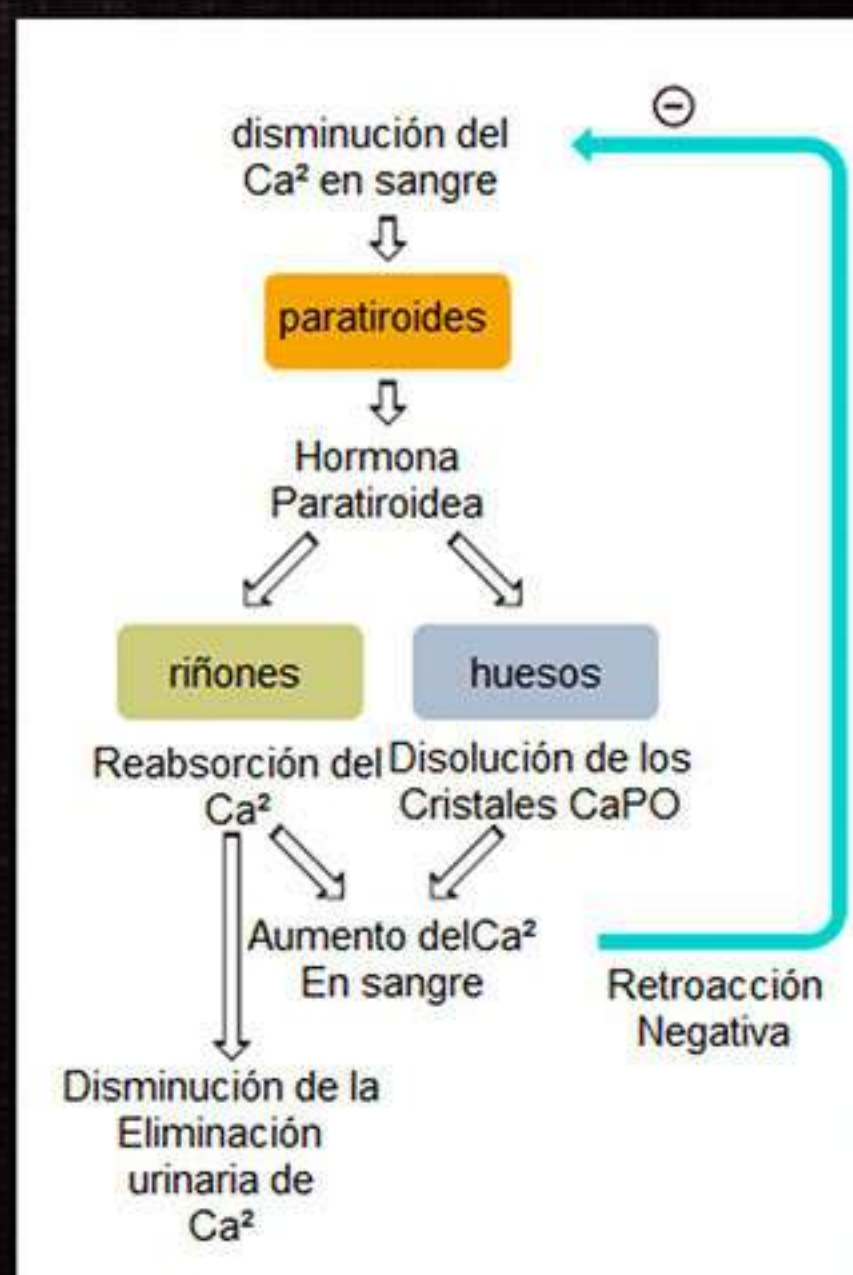 ⊖
disminución del
Ca² en sangre
paratiroides
Hormona
Paratiroidea
riñones
huesos
Reabsorción del
Ca²
Disolución de los
Cristales CaPO
Aumento delCa²
En sangre
Retroacción
Negativa
Disminución de la
Eliminación
urinaria de
Ca²